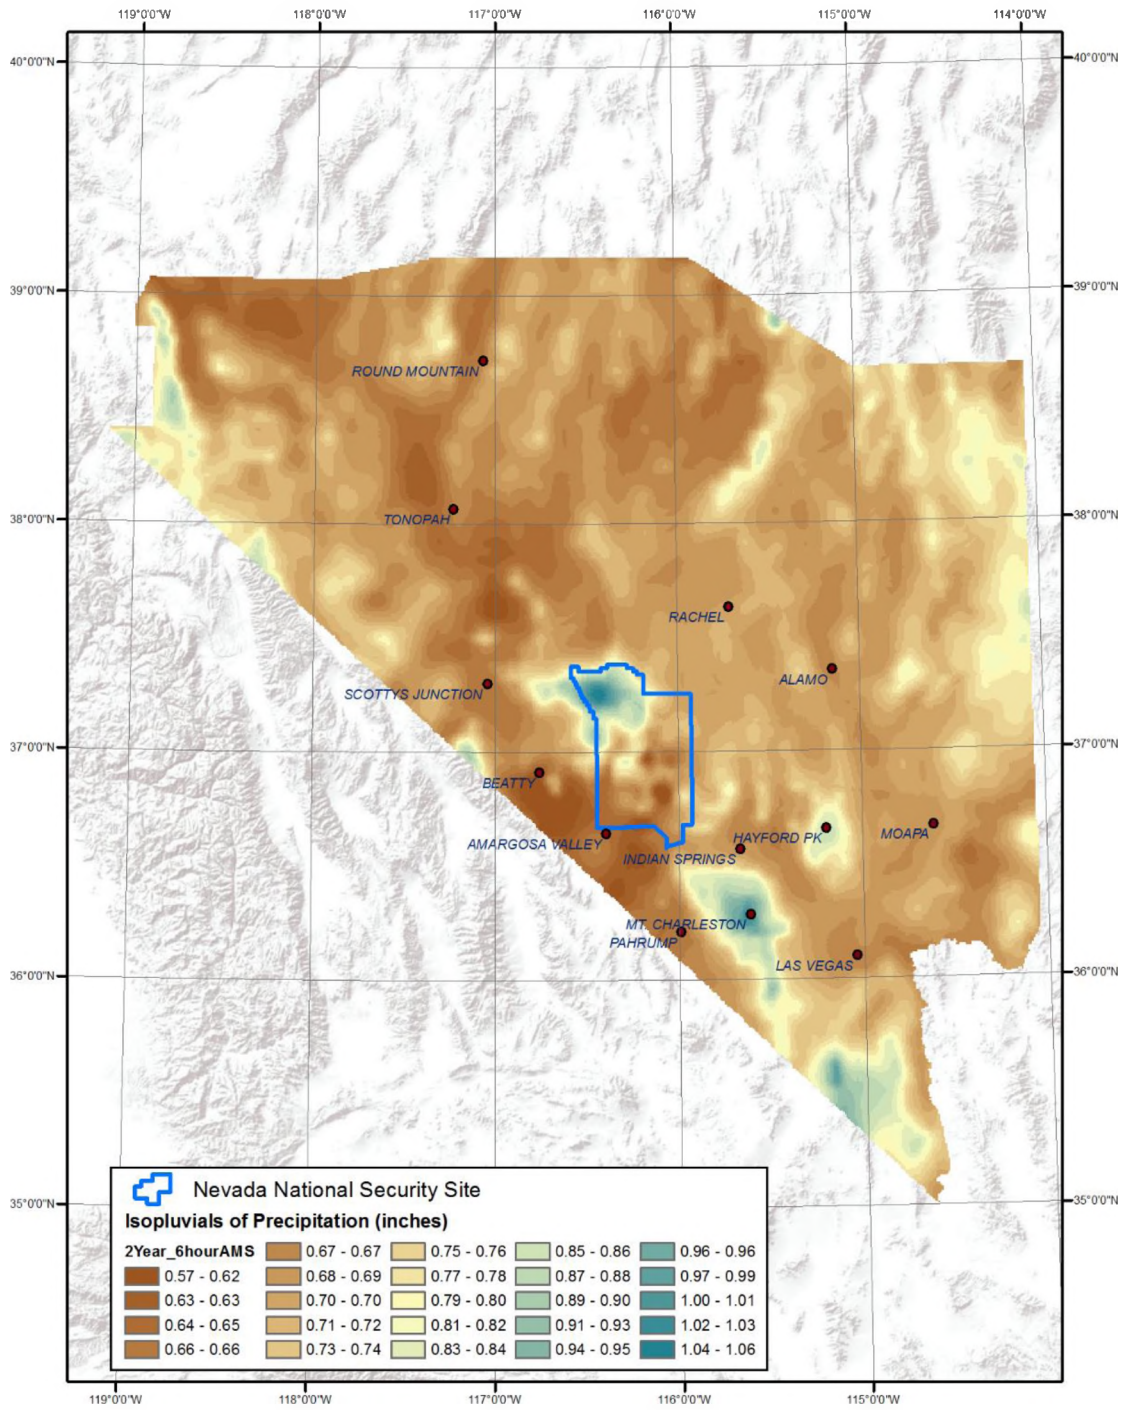 119°0'0"W 118°0'0"W 117°0'0"W 116°0'0"W 115°0'0"W 114°0'0"W
40°0'0"N 40°0'0"N
39°0'0"N 39°0'0"N
ROUND MOUNTAIN
38°0'0"N 38°0'0"N
TONOPAH
RACHEL
ALAMO
SCOTTYS JUNCTION
37°0'0"N 37°0'0"N
BEATTY
HAYFORD PK MOAPA
AMARGOSA VALLEY
INDIAN SPRINGS
MT. CHARLESTON
PAHRUMP
LAS VEGAS
36°0'0"N 36°0'0"N
35°0'0"N 35°0'0"N
Nevada National Security Site
Isopluvials of Precipitation (inches)
2Year_6hourAMS 0.67 - 0.67 0.75 - 0.76 0.85 - 0.86 0.96 - 0.96
0.57 - 0.62 0.68 - 0.69 0.77 - 0.78 0.87 - 0.88 0.97 - 0.99
0.63 - 0.63 0.70 - 0.70 0.79 - 0.80 0.89 - 0.90 1.00 - 1.01
0.64 - 0.65 0.71 - 0.72 0.81 - 0.82 0.91 - 0.93 1.02 - 1.03
0.66 - 0.66 0.73 - 0.74 0.83 - 0.84 0.94 - 0.95 1.04 - 1.06
119°0'0"W 118°0'0"W 117°0'0"W 116°0'0"W 115°0'0"W